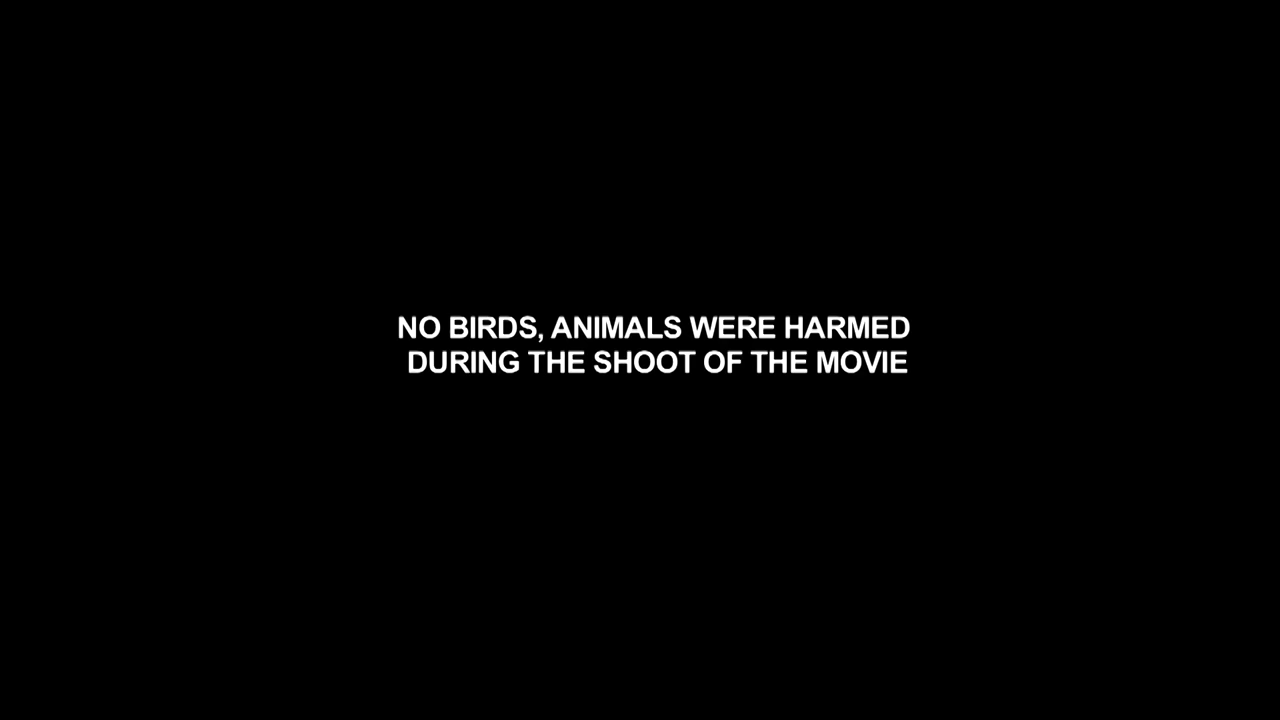 NO BIRDS, ANIMALS WERE HARMED
DURING THE SHOOT OF THE MOVIE